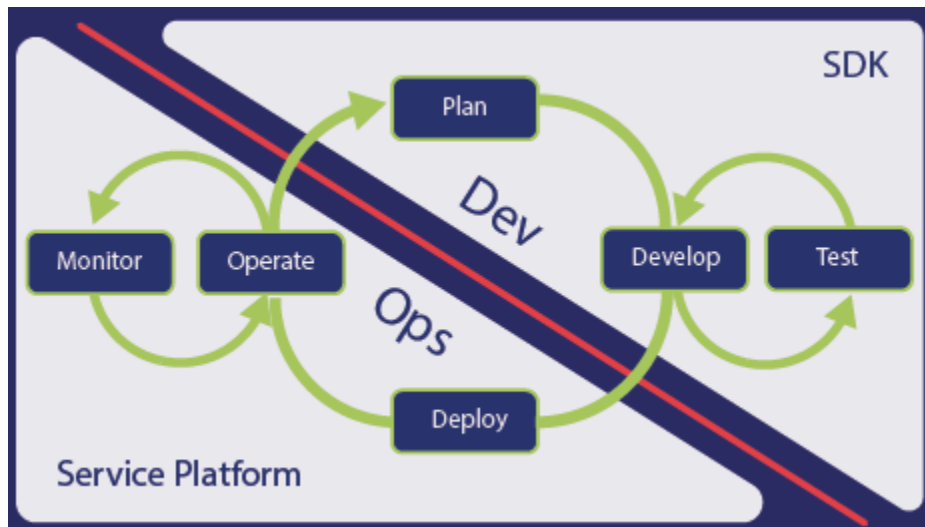 SDK
Plan
Dev
Monitor
Operate
Develop
Test
Ops
Deploy
Service Platform